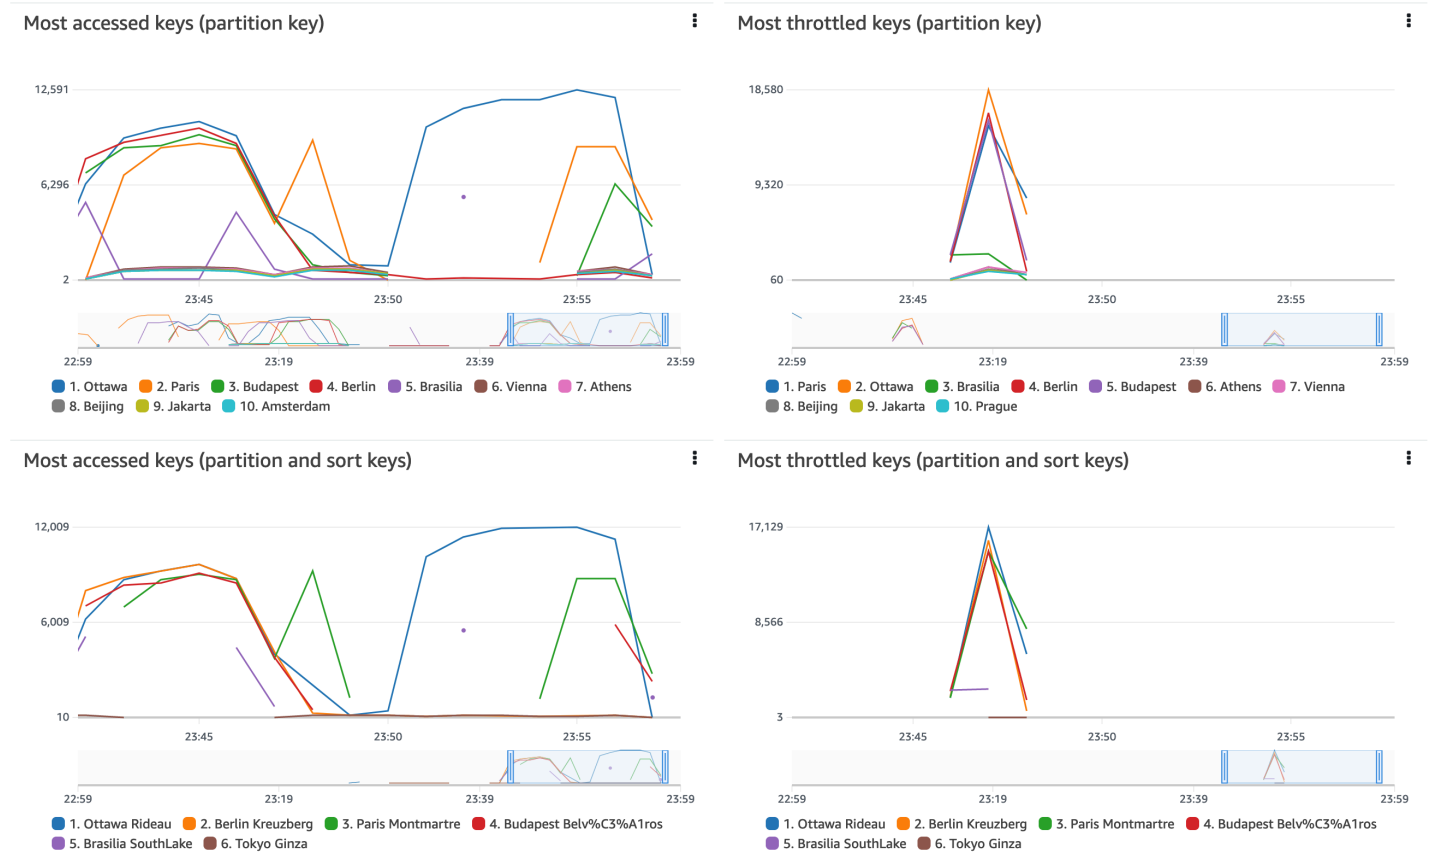 Most accessed keys (partition key)
12,591
6,296
2
23:45 23:50 23:55
22:59 23:19 23:39 23:59
1. Ottawa 2. Paris 3. Budapest 4. Berlin 5. Brasilia 6. Vienna 7. Athens
8. Beijing 9. Jakarta 10. Amsterdam
Most throttled keys (partition key)
18,580
9,320
60
23:45 23:50 23:55
22:59 23:19 23:39 23:59
1. Paris 2. Ottawa 3. Brasilia 4. Berlin 5. Budapest 6. Athens 7. Vienna
8. Beijing 9. Jakarta 10. Prague
Most accessed keys (partition and sort keys)
12,009
6,009
10
23:45 23:50 23:55
22:59 23:19 23:39 23:59
1. Ottawa Rideau 2. Berlin Kreuzberg 3. Paris Montmartre 4. Budapest Belv%C3%A1ros
5. Brasilia SouthLake 6. Tokyo Ginza
Most throttled keys (partition and sort keys)
17,129
8,566
3
23:45 23:50 23:55
22:59 23:19 23:39 23:59
1. Ottawa Rideau 2. Berlin Kreuzberg 3. Paris Montmartre 4. Budapest Belv%C3%A1ros
5. Brasilia SouthLake 6. Tokyo Ginza